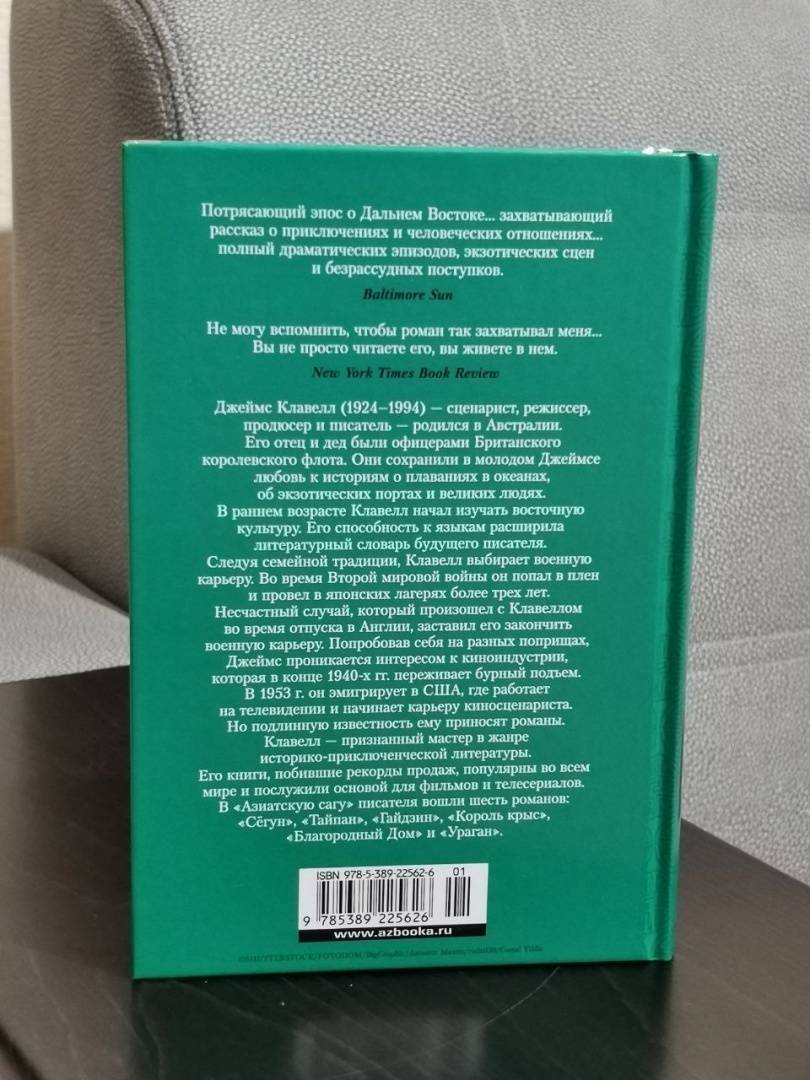 Потрясающий эпос о Дальнем Востоке... захватывающий
рассказ о приключениях и человеческих отношениях...
полный драматических эпизодов, экзотических сцен
и безрассудных поступков.
Baltimore Sun
Не могу вспомнить, чтобы роман так захватывал меня...
Вы не просто читаете его, вы живете в нем.
New York Times Book Review
Джеймс Клавелл (1924–1994) — сценарист, режиссер,
продюсер и писатель — родился в Австралии.
Его отец и дед были офицерами Британского
королевского флота. Они сохранили в молодом Джеймсе
любовь к историям о плаваниях в океанах,
об экзотических портах и великих людях.
В раннем возрасте Клавелл начал изучать восточную
культуру. Его способность к языкам расширила
литературный словарь будущего писателя.
Следуя семейной традиции, Клавелл выбирает военную
карьеру. Во время Второй мировой войны он попал в плен
и провел в японских лагерях более трех лет.
Несчастный случай, который произошел с Клавеллом
во время отпуска в Англии, заставил его закончить
военную карьеру. Попробовав себя на разных поприщах,
Джеймс проникается интересом к киноиндустрии,
которая в конце 1940-х гг. переживает бурный подъем.
В 1953 г. он эмигрирует в США, где работает
на телевидении и начинает карьеру киносценариста.
Но подлинную известность ему приносят романы.
Клавелл — признанный мастер в жанре
историко-приключенческой литературы.
Его книги, побившие рекорды продаж, популярны во всем
мире и послужили основой для фильмов и телесериалов.
В «Азиатскую сагу» писателя вошли шесть романов:
«Сёгун», «Тайпан», «Гайдзин», «Король крыс»,
«Благородный Дом» и «Ураган».
ISBN 978-5-389-22562-6 01
9 785389 225626
www.azbooka.ru
©SHUTTERSTOCK/FOTODOM/